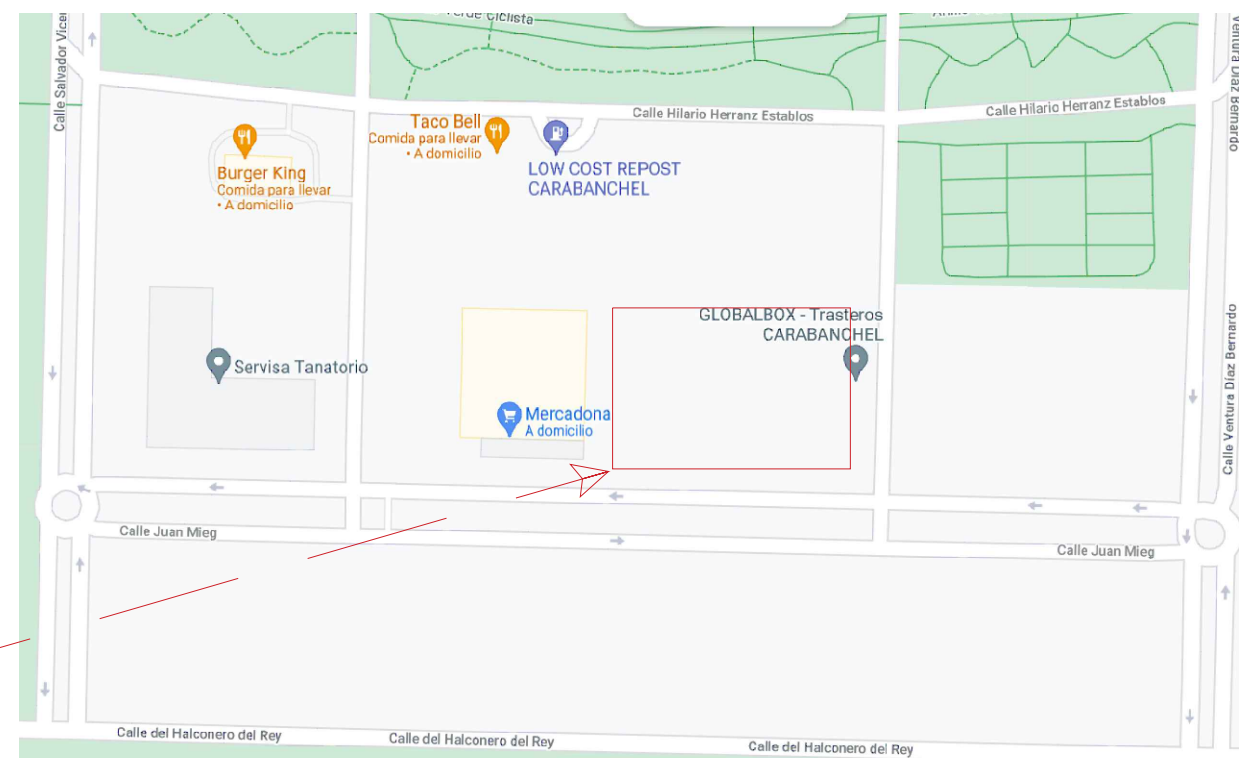 Verde Ciclista
Calle Hilario Herranz Establos
Calle Hilario Herranz Establos
Taco Bell
Comida para llevar
• A domicilio
LOW COST REPOST
CARABANCHEL
Burger King
Comida para llevar
• A domicilio
GLOBALBOX - Trasteros
CARABANCHEL
Servisa Tanatorio
Mercadona
A domicilio
Calle Ventura Díaz Bernardo
Ventura Díaz Bernardo
Calle Salvador
Calle Juan Mieg
Calle Juan Mieg
Calle del Halconero del Rey
Calle del Halconero del Rey
Calle del Halconero del Rey